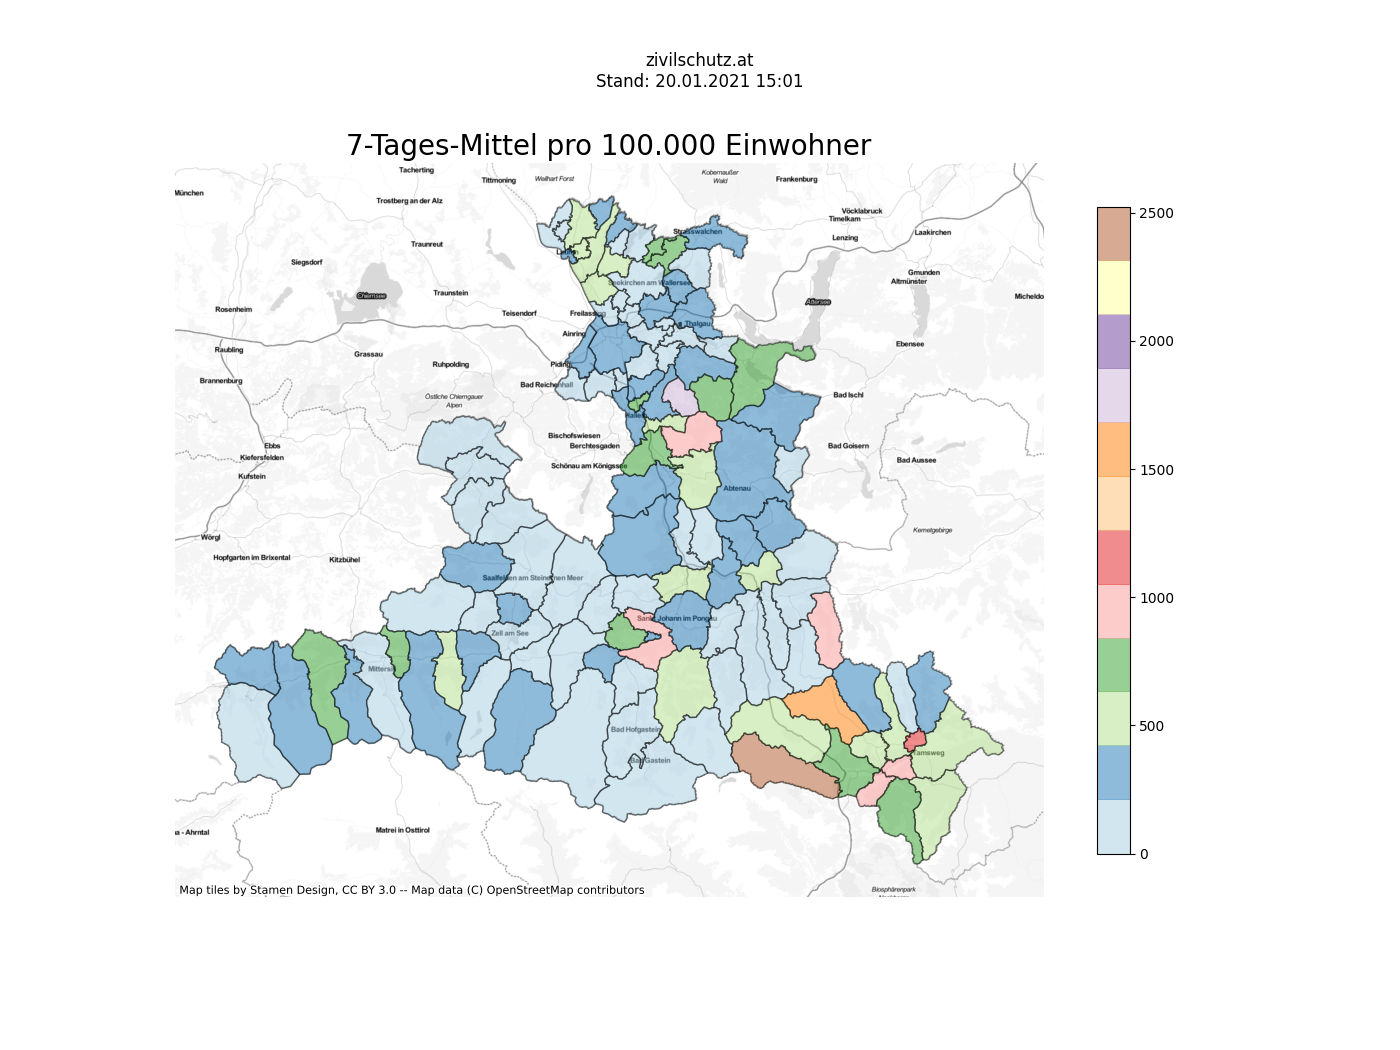 zivilschutz.at
Stand: 20.01.2021 15:01
7-Tages-Mittel pro 100.000 Einwohner
Tacherting
Tittmoning
Weilhart Forst
Kobernaußer
Wald
Frankenburg
München
Trostberg an der Alz
Vöcklabruck
Timelkam
Laakirchen
Lenzing
Strasswalchen
Traunreut
Siegsdorf
Gmunden
Altmünster
Seekirchen am Wallersee
Chiemsee
Traunstein
Attersee
Micheldo
Rosenheim
Teisendorf
Freilassing
Thalgau
Ainring
Ebensee
Raubling
Grassau
Ruhpolding
Piding
Brannenburg
Bad Reichenhall
Östliche Chiemgauer
Alpen
Bad Ischl
Hallein
Bischofswiesen
Berchtesgaden
Bad Goisern
Ebbs
Kiefersfelden
Schönau am Königssee
Bad Aussee
Kufstein
Abtenau
Wörgl
Kemetgebirge
Hopfgarten im Brixental
Kitzbühel
Saalfelden am Steinernen Meer
Sankt Johann im Pongau
Zell am See
Mittersill
Bad Hofgastein
Tamsweg
Bad Gastein
Matrei in Osttirol
a - Ahrntal
Biosphärenpark
Map tiles by Stamen Design, CC BY 3.0 -- Map data (C) OpenStreetMap contributors
2500
2000
1500
1000
500
0